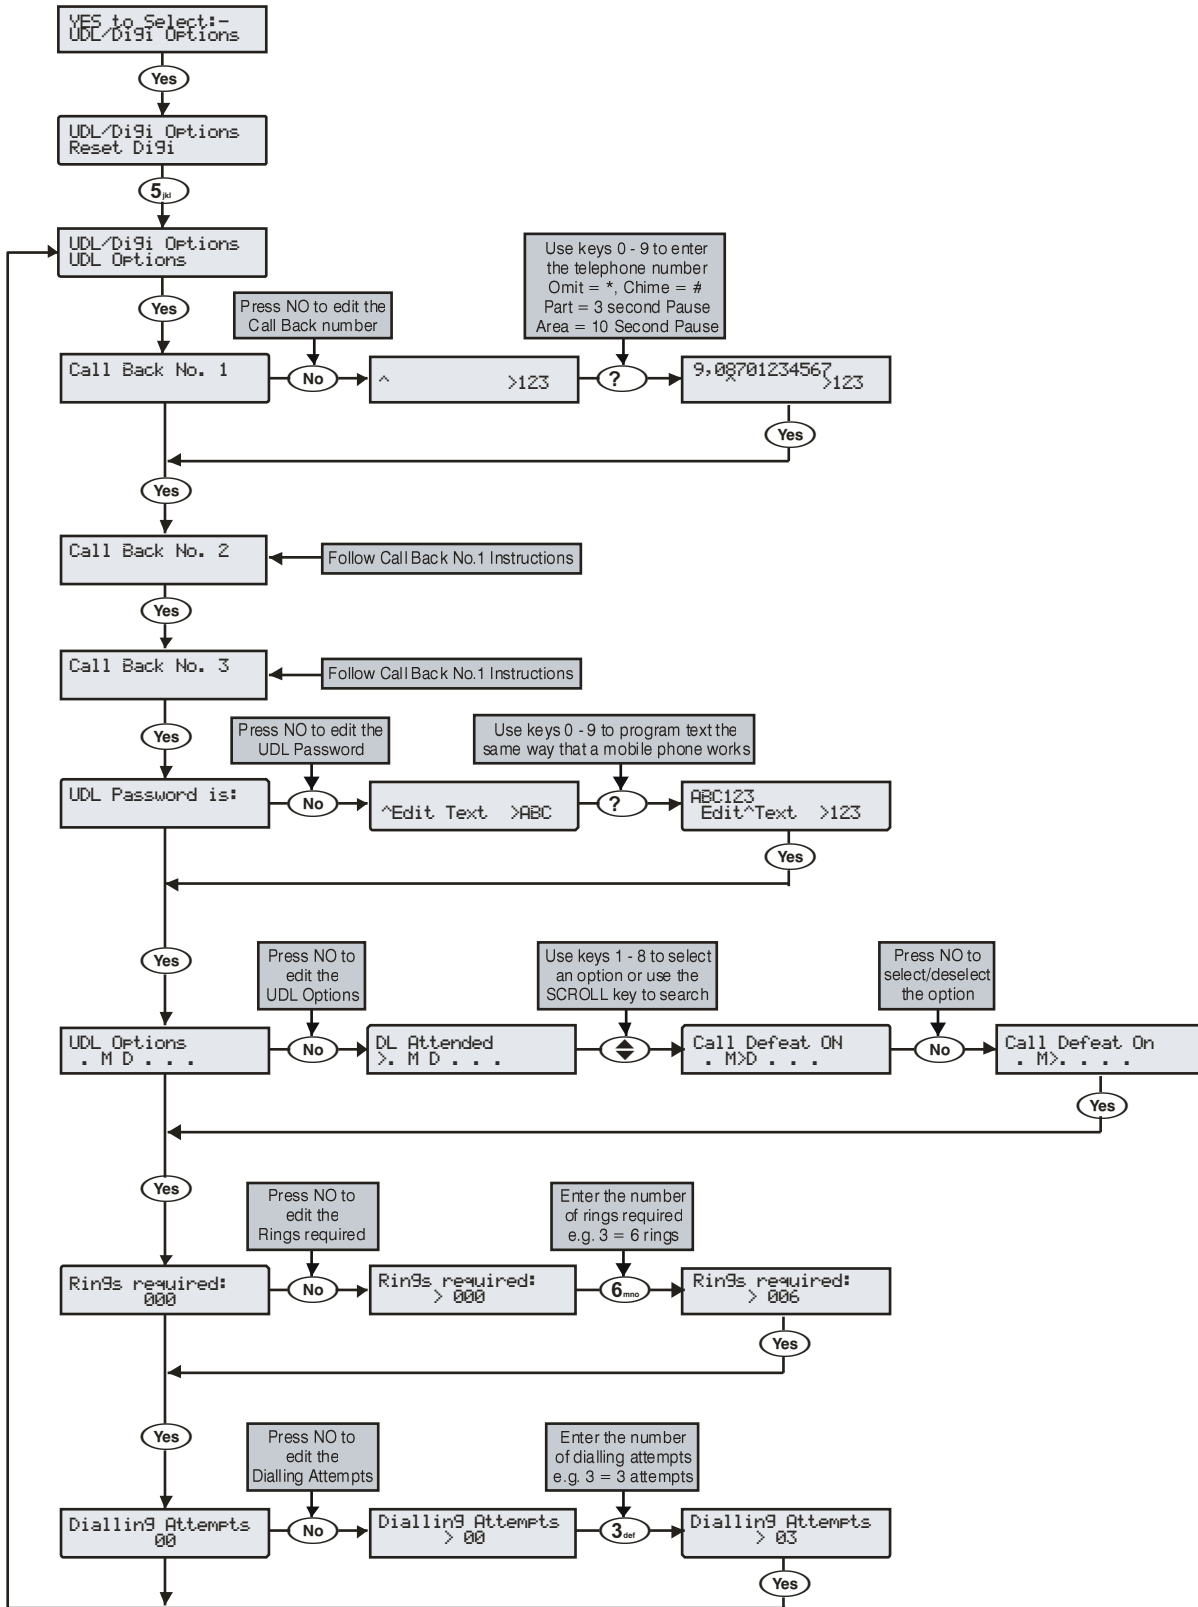 YES to Select:-
UDL/Digi Options
Yes
UDL/Digi Options
Reset Digi
5 jkl
UDL/Digi Options
UDL Options
Use keys 0 - 9 to enter
the telephone number
Omit = *, Chime = #
Part = 3 second Pause
Area = 10 Second Pause
Yes
Press NO to edit the
Call Back number
Call Back No. 1
No
^ >123
?
9,08701234567
^ >123
Yes
Yes
Call Back No. 2
Follow Call Back No.1 Instructions
Yes
Call Back No. 3
Follow Call Back No.1 Instructions
Yes
Press NO to edit the
UDL Password
Use keys 0 - 9 to program text the
same way that a mobile phone works
UDL Password is:
No
^Edit Text >ABC
?
ABC123
Edit^Text >123
Yes
Yes
Press NO to
edit the
UDL Options
Use keys 1 - 8 to select
an option or use the
SCROLL key to search
Press NO to
select/deselect
the option
UDL Options
. M D . . .
No
DL Attended
>. M D . . .
Call Defeat ON
. M>D . . .
No
Call Defeat On
. M>. . . .
Yes
Yes
Press NO to
edit the
Rings required
Enter the number
of rings required
e.g. 3 = 6 rings
Rings required:
000
No
Rings required:
> 000
6 mno
Rings required:
> 006
Yes
Yes
Press NO to
edit the
Dialling Attempts
Enter the number
of dialling attempts
e.g. 3 = 3 attempts
Dialling Attempts
00
No
Dialling Attempts
> 00
3 def
Dialling Attempts
> 03
Yes